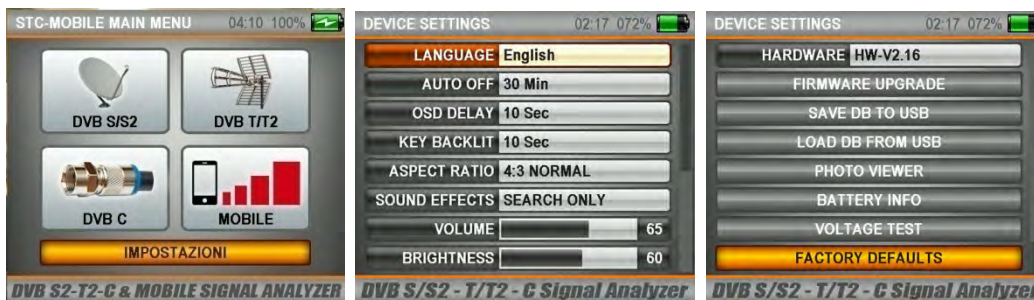 STC-MOBILE MAIN MENU 04:10 100%
DVB S/S2 DVB T/T2
DVB C MOBILE
IMPOSTAZIONI
DVB S2-T2-C & MOBILE SIGNAL ANALYZER
DEVICE SETTINGS 02:17 072%
LANGUAGE English
AUTO OFF 30 Min
OSD DELAY 10 Sec
KEY BACKLIT 10 Sec
ASPECT RATIO 4:3 NORMAL
SOUND EFFECTS SEARCH ONLY
VOLUME 65
BRIGHTNESS 60
DVB S/S2 - T/T2 - C Signal Analyzer
DEVICE SETTINGS 02:17 072%
HARDWARE HW-V2.16
FIRMWARE UPGRADE
SAVE DB TO USB
LOAD DB FROM USB
PHOTO VIEWER
BATTERY INFO
VOLTAGE TEST
FACTORY DEFAULTS
DVB S/S2 - T/T2 - C Signal Analyzer